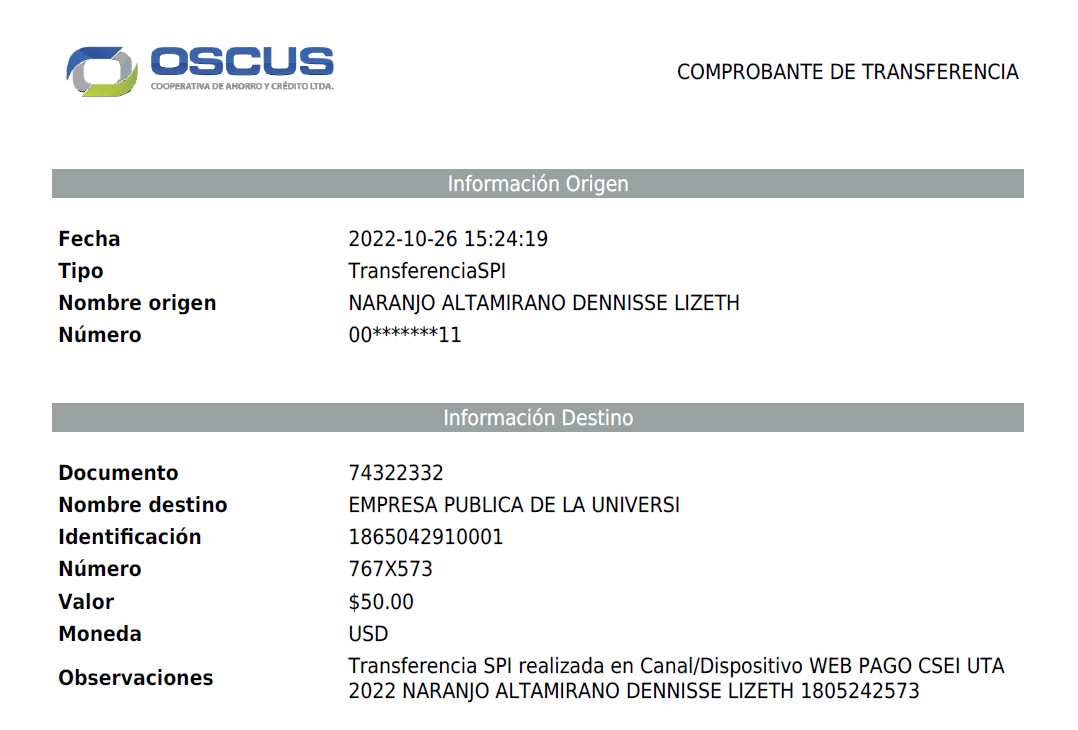 OSCUS
COOPERATIVA DE AHORRO Y CRÉDITO LTDA.
COMPROBANTE DE TRANSFERENCIA
Información Origen
Fecha 2022-10-26 15:24:19
Tipo TransferenciaSPI
Nombre origen NARANJO ALTAMIRANO DENNISSE LIZETH
Número 00*******11
Información Destino
Documento 74322332
Nombre destino EMPRESA PUBLICA DE LA UNIVERSI
Identificación 1865042910001
Número 767X573
Valor $50.00
Moneda USD
Observaciones Transferencia SPI realizada en Canal/Dispositivo WEB PAGO CSEI UTA
2022 NARANJO ALTAMIRANO DENNISSE LIZETH 1805242573